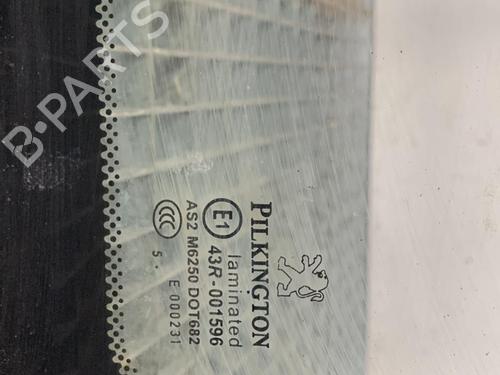 PILKINGTON
laminated
E1 43R-001596
AS2 M6250 DOT682
CCC
5 . E 000231
B-PARTS